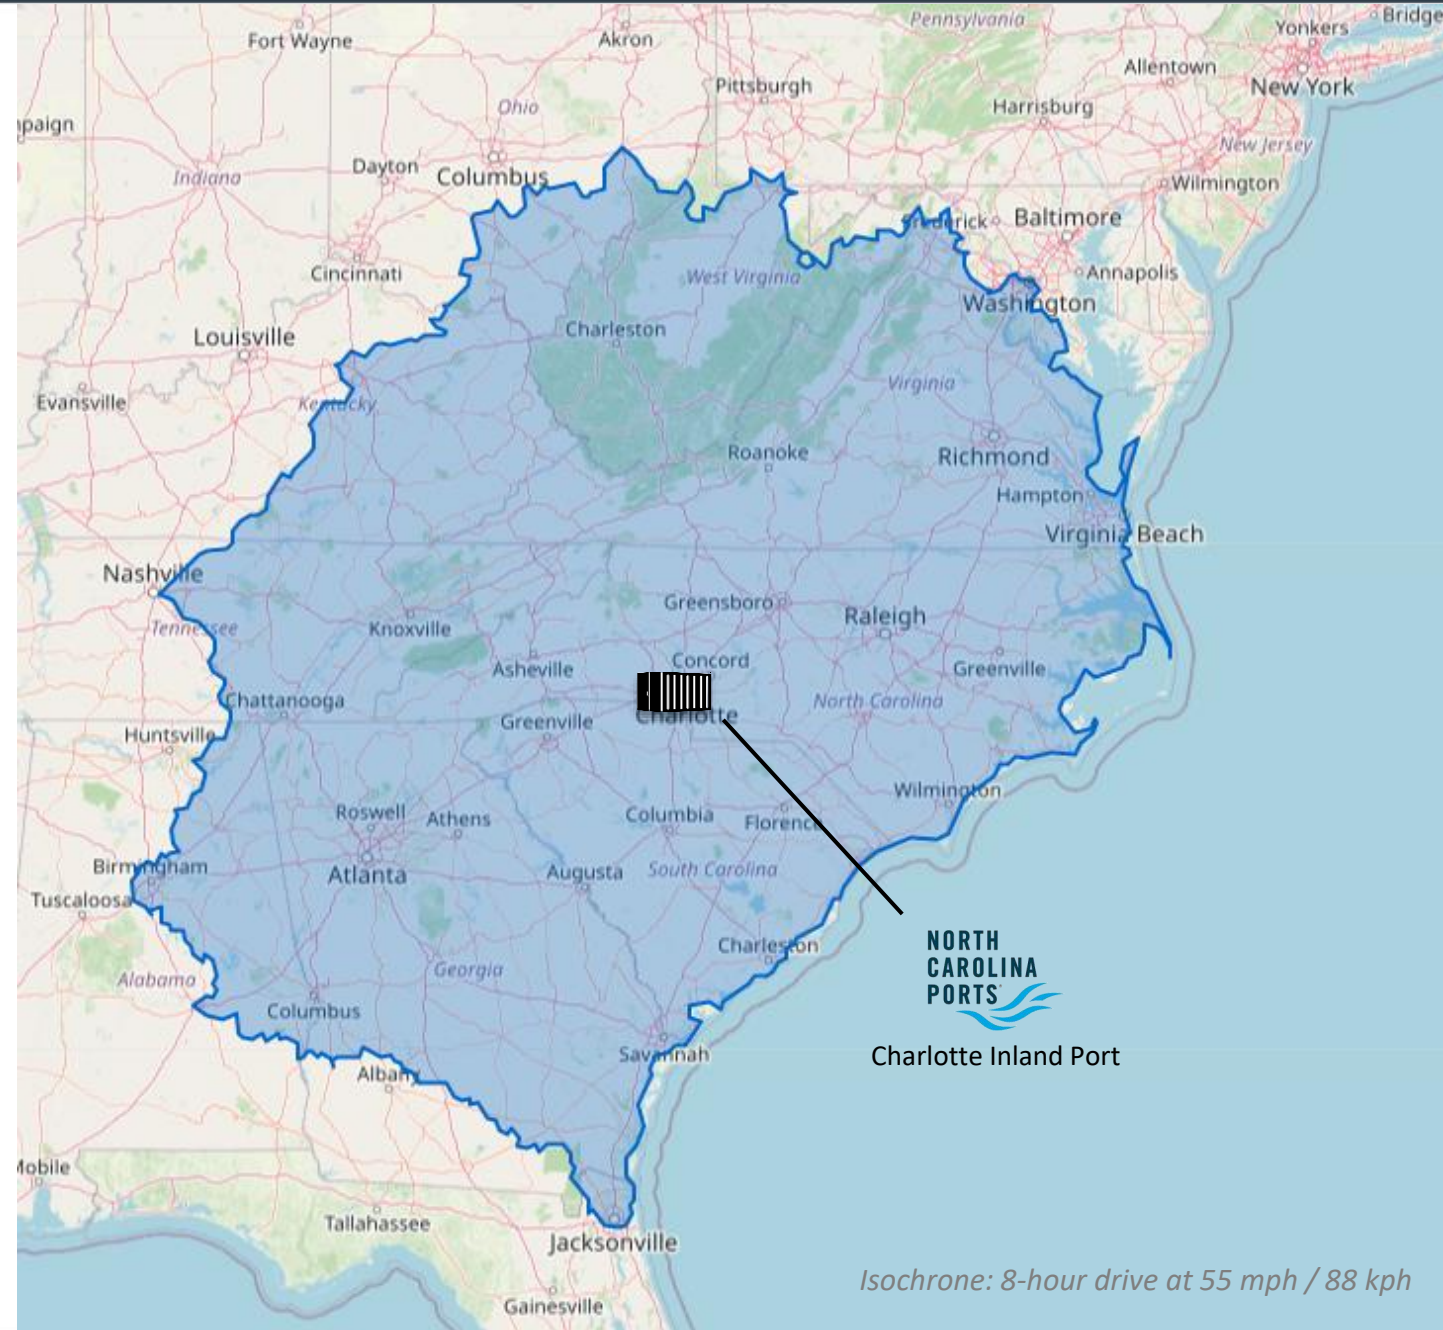 Fort Wayne
Akron
Pennsylvania
Yonkers
Bridge
Pittsburgh
Allentown
New York
Ohio
Harrisburg
paign
New Jersey
Indiana
Dayton
Columbus
Wilmington
Frederick
Baltimore
Cincinnati
West Virginia
Annapolis
Washington
Louisville
Charleston
Evansville
Kentucky
Virginia
Roanoke
Richmond
Hampton
Virginia Beach
Nashville
Tennessee
Knoxville
Greensboro
Raleigh
Asheville
Concord
Greenville
Chattanooga
North Carolina
Charlotte
Greenville
Huntsville
Wilmington
Roswell
Athens
Columbia
Florence
Birmingham
Atlanta
Augusta
South Carolina
Tuscaloosa
Charleston
Alabama
Georgia
Columbus
Savannah
Albany
NORTH
CAROLINA
PORTS
Charlotte Inland Port
Mobile
Tallahassee
Jacksonville
Gainesville
Isochrone: 8-hour drive at 55 mph / 88 kph